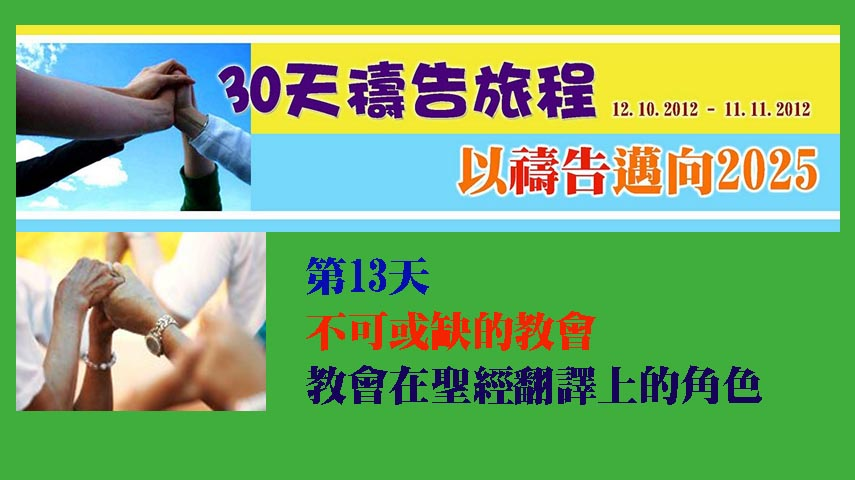 30天禱告旅程 12.10.2012 - 11.11.2012
以禱告邁向2025
第13天
不可或缺的教會
教會在聖經翻譯上的角色